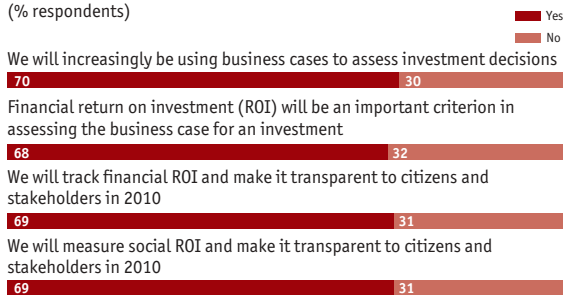 (% respondents)
Yes
No
We will increasingly be using business cases to assess investment decisions
70 30
Financial return on investment (ROI) will be an important criterion in
assessing the business case for an investment
68 32
We will track financial ROI and make it transparent to citizens and
stakeholders in 2010
69 31
We will measure social ROI and make it transparent to citizens and
stakeholders in 2010
69 31